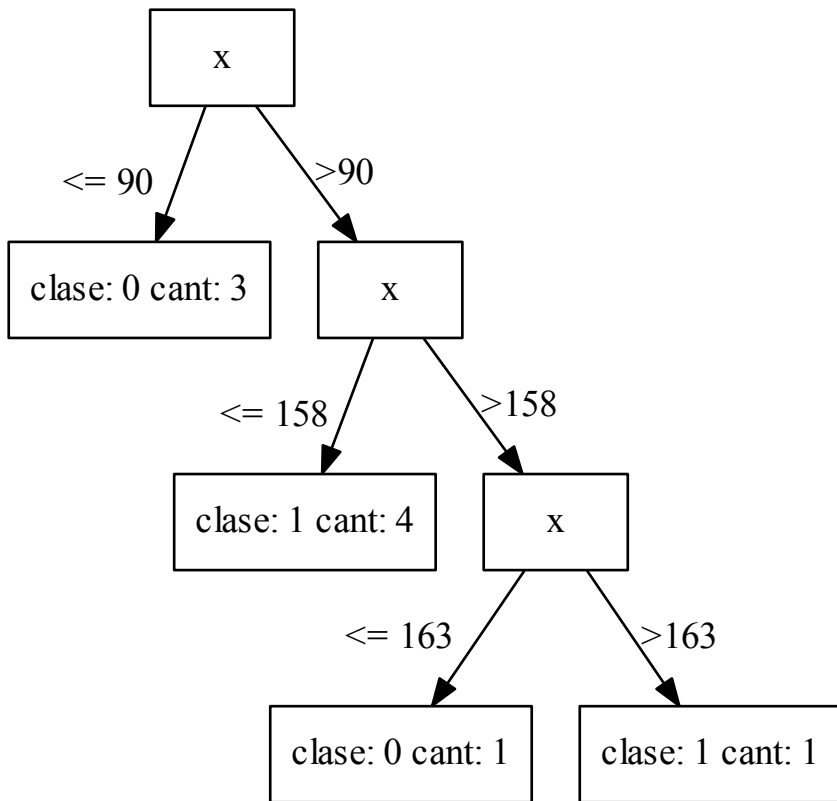 x
<= 90
>90
clase: 0 cant: 3
x
<= 158
>158
clase: 1 cant: 4
x
<= 163
>163
clase: 0 cant: 1
clase: 1 cant: 1